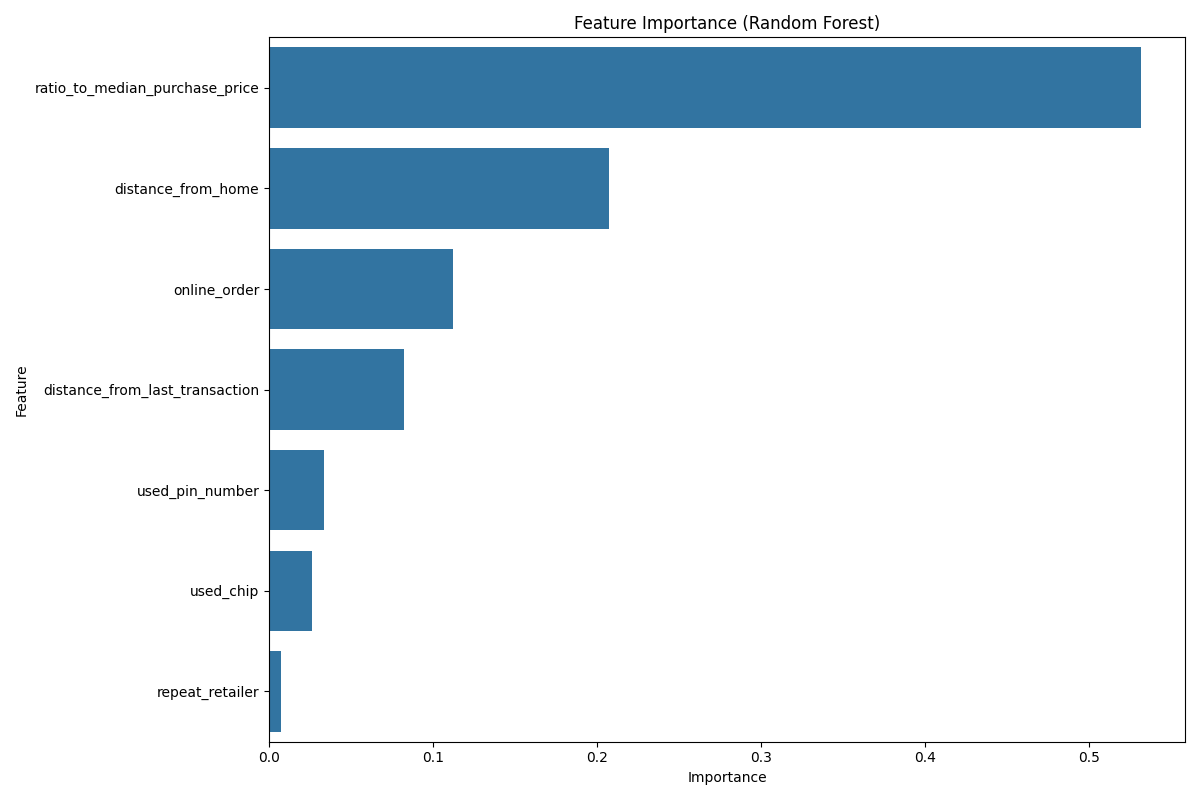 Feature Importance (Random Forest)
ratio_to_median_purchase_price
distance_from_home
online_order
distance_from_last_transaction
used_pin_number
used_chip
repeat_retailer
Feature
0.0 0.1 0.2 0.3 0.4 0.5
Importance